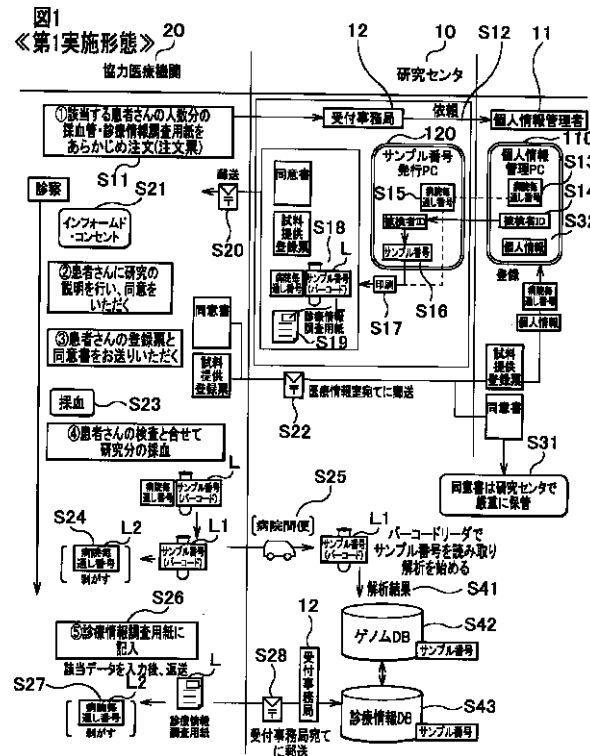 図1
≪第1実施形態≫
20
協力医療機関
10
研究センタ
12
S12
11
①該当する患者さんの人数分の
採血管・診療情報調査用紙を
あらかじめ注文(注文票)
S11
受付事務局
依頼
個人情報管理者
120
サンプル番号
発行PC
110
個人情報
管理PC
S13
病院毎
通し番号
S14
被検者ID
S32
個人情報
S15
病院毎
通し番号
被検者ID
サンプル番号
S16
印刷
S17
郵送
S20
同意書
試料
提供
登録票
S18
L
病院毎
通し番号
サンプル番号
(バーコード)
診療情報
調査用紙
S19
登録
病院毎
通し番号
個人情報
診察
S21
インフォームド
・コンセント
②患者さんに研究の
説明を行い、同意を
いただく
③患者さんの登録票と
同意書をお送りいただく
同意書
試料
提供
登録票
S22
医療情報室宛てに郵送
試料
提供
登録票
同意書
S31
同意書は研究センタで
厳重に保管
採血
S23
④患者さんの検査と合せて
研究分の採血
L
病院毎
通し番号
サンプル番号
(バーコード)
S24
L2
病院毎
通し番号
剥がす
L1
サンプル番号
(バーコード)
S25
病院間便
L1
サンプル番号
(バーコード)
バーコードリーダで
サンプル番号を読み取り
解析を始める
解析結果
S41
S42
ゲノムDB
サンプル番号
S26
⑤診療情報調査用紙に
記入
該当データを入力後、返送
S27
L2
病院毎
通し番号
剥がす
L
診療情報
調査用紙
S28
受付事務局宛て
に郵送
12
受付
事務
局
S43
診療情報DB
サンプル番号